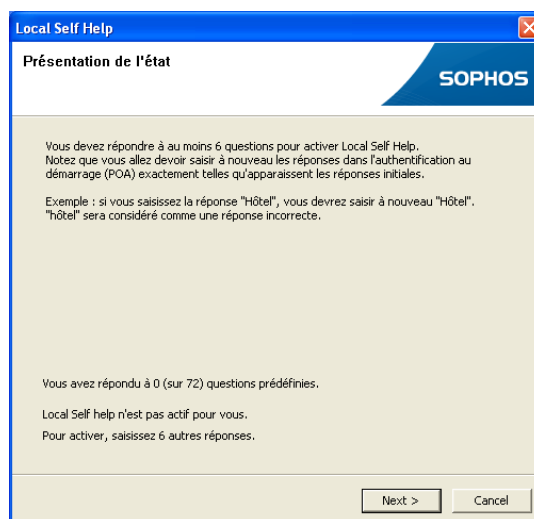 Local Self Help
Présentation de l'état
SOPHOS
Vous devez répondre à au moins 6 questions pour activer Local Self Help.
Notez que vous allez devoir saisir à nouveau les réponses dans l'authentification au
démarrage (POA) exactement telles qu'apparaissent les réponses initiales.
Exemple : si vous saisissez la réponse "Hôtel", vous devrez saisir à nouveau "Hôtel".
"hôtel" sera considéré comme une réponse incorrecte.
Vous avez répondu à 0 (sur 72) questions prédéfinies.
Local Self help n'est pas actif pour vous.
Pour activer, saisissez 6 autres réponses.
Next >
Cancel